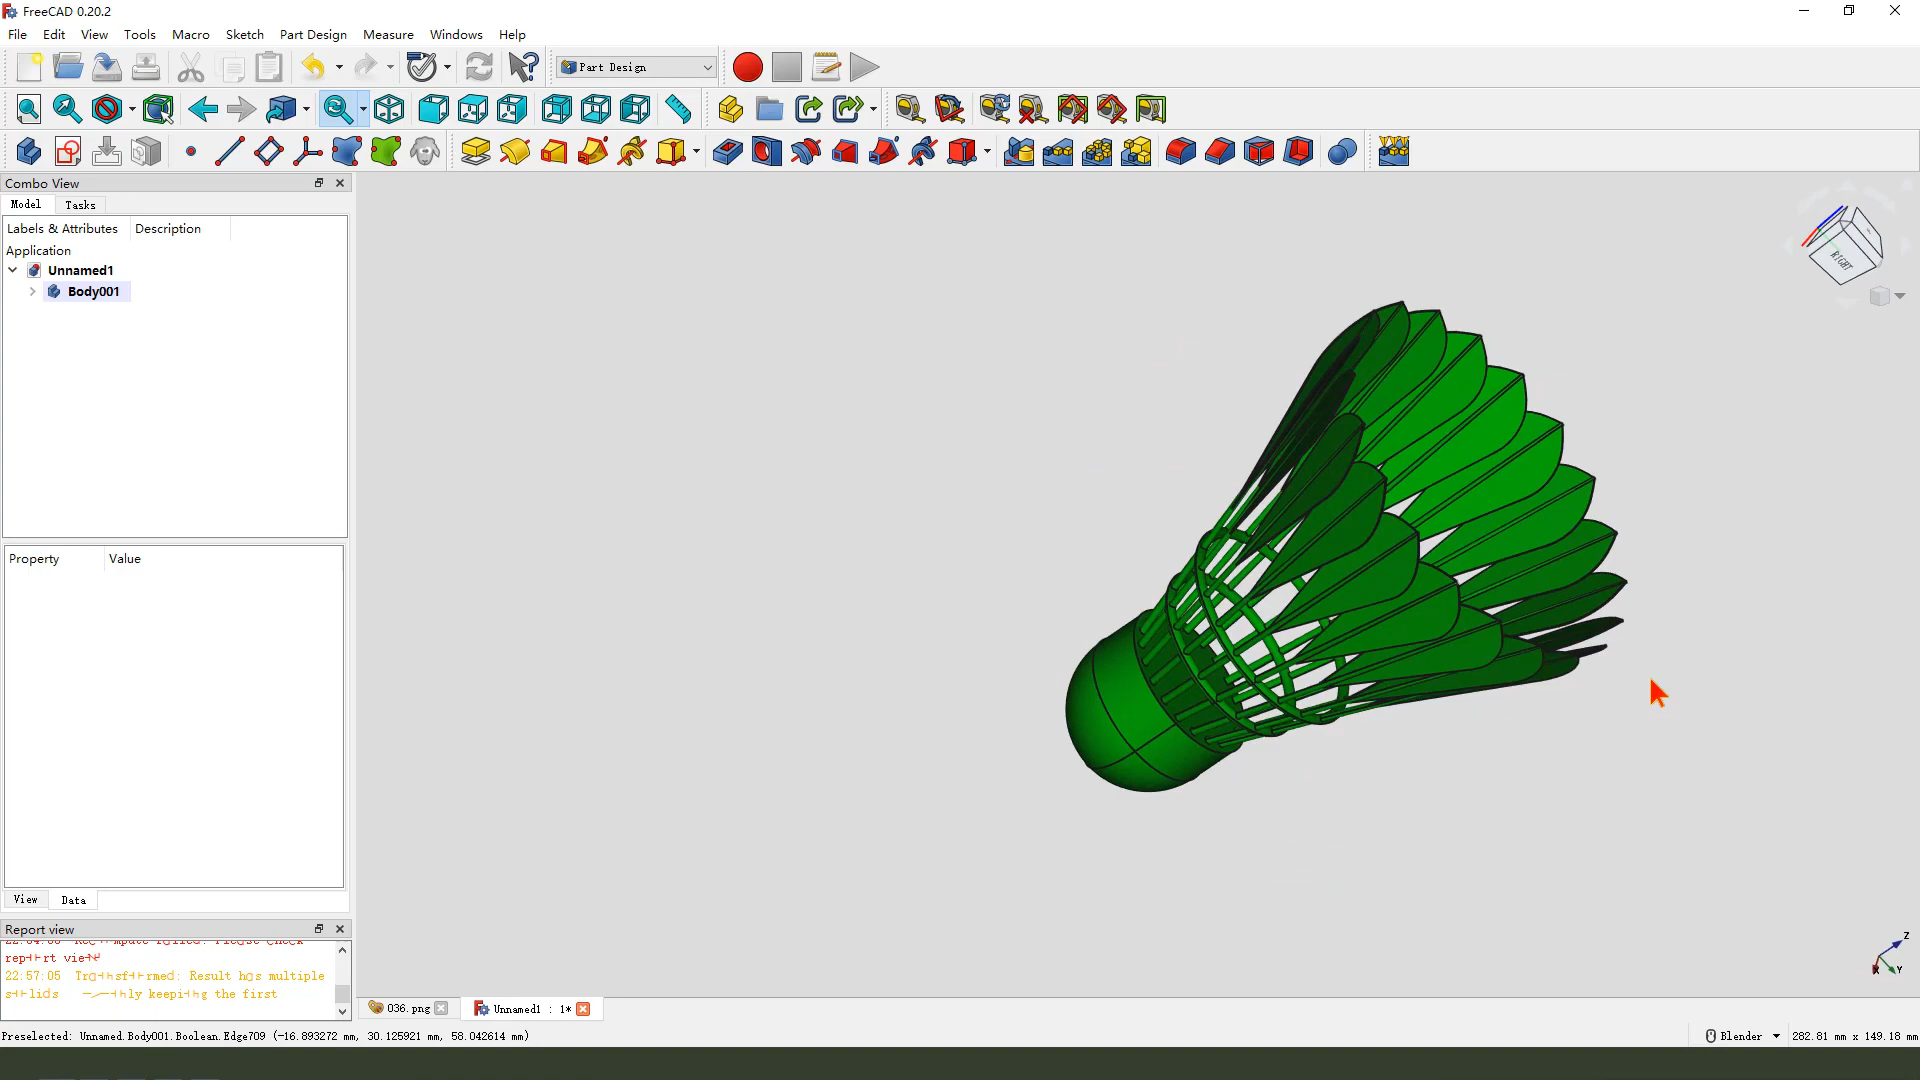 FreeCAD 0.20.2
File Edit View Tools Macro Sketch Part Design Measure Windows Help
Part Design
Combo View
Model Tasks
Labels & Attributes Description
Application
Unnamed1
Body001
RIGHT
Property Value
View Data
Report view
22:57:05 Result has multiple
the first
Z
X Y
036.png Unnamed1 : 1*
Preselected: Unnamed.Body001.Boolean.Edge709 (-16.893272 mm, 30.125921 mm, 58.042614 mm)
Blender 282.81 mm x 149.18 mm